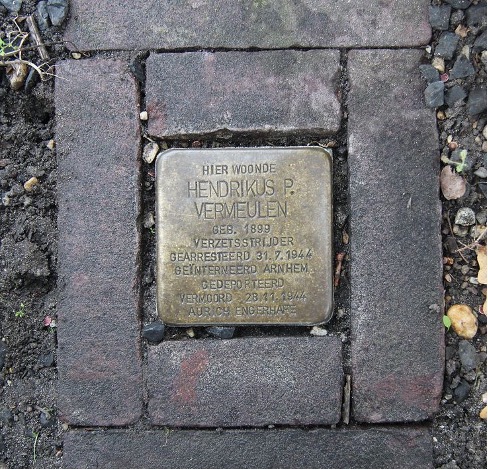 HIER WOONDE
HENDRIKUS P.
VERMEULEN
GEB. 1899
VERZETSSTRIJDER
GEARRESTEERD 31.7.1944
GEÏNTERNEERD ARNHEM
GEDEPORTEERD
VERMOORD 28.11.1944
AURICH ENGERHAFE